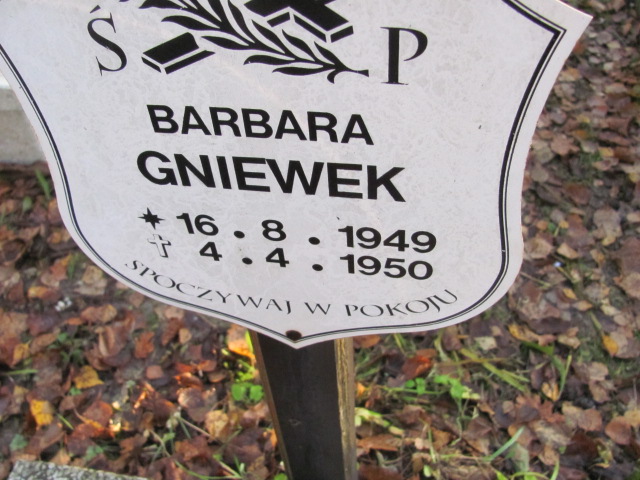 Ś P
BARBARA
GNIEWEK
16.8.1949
4.4.1950
SPOCZYWAJ W POKOJU